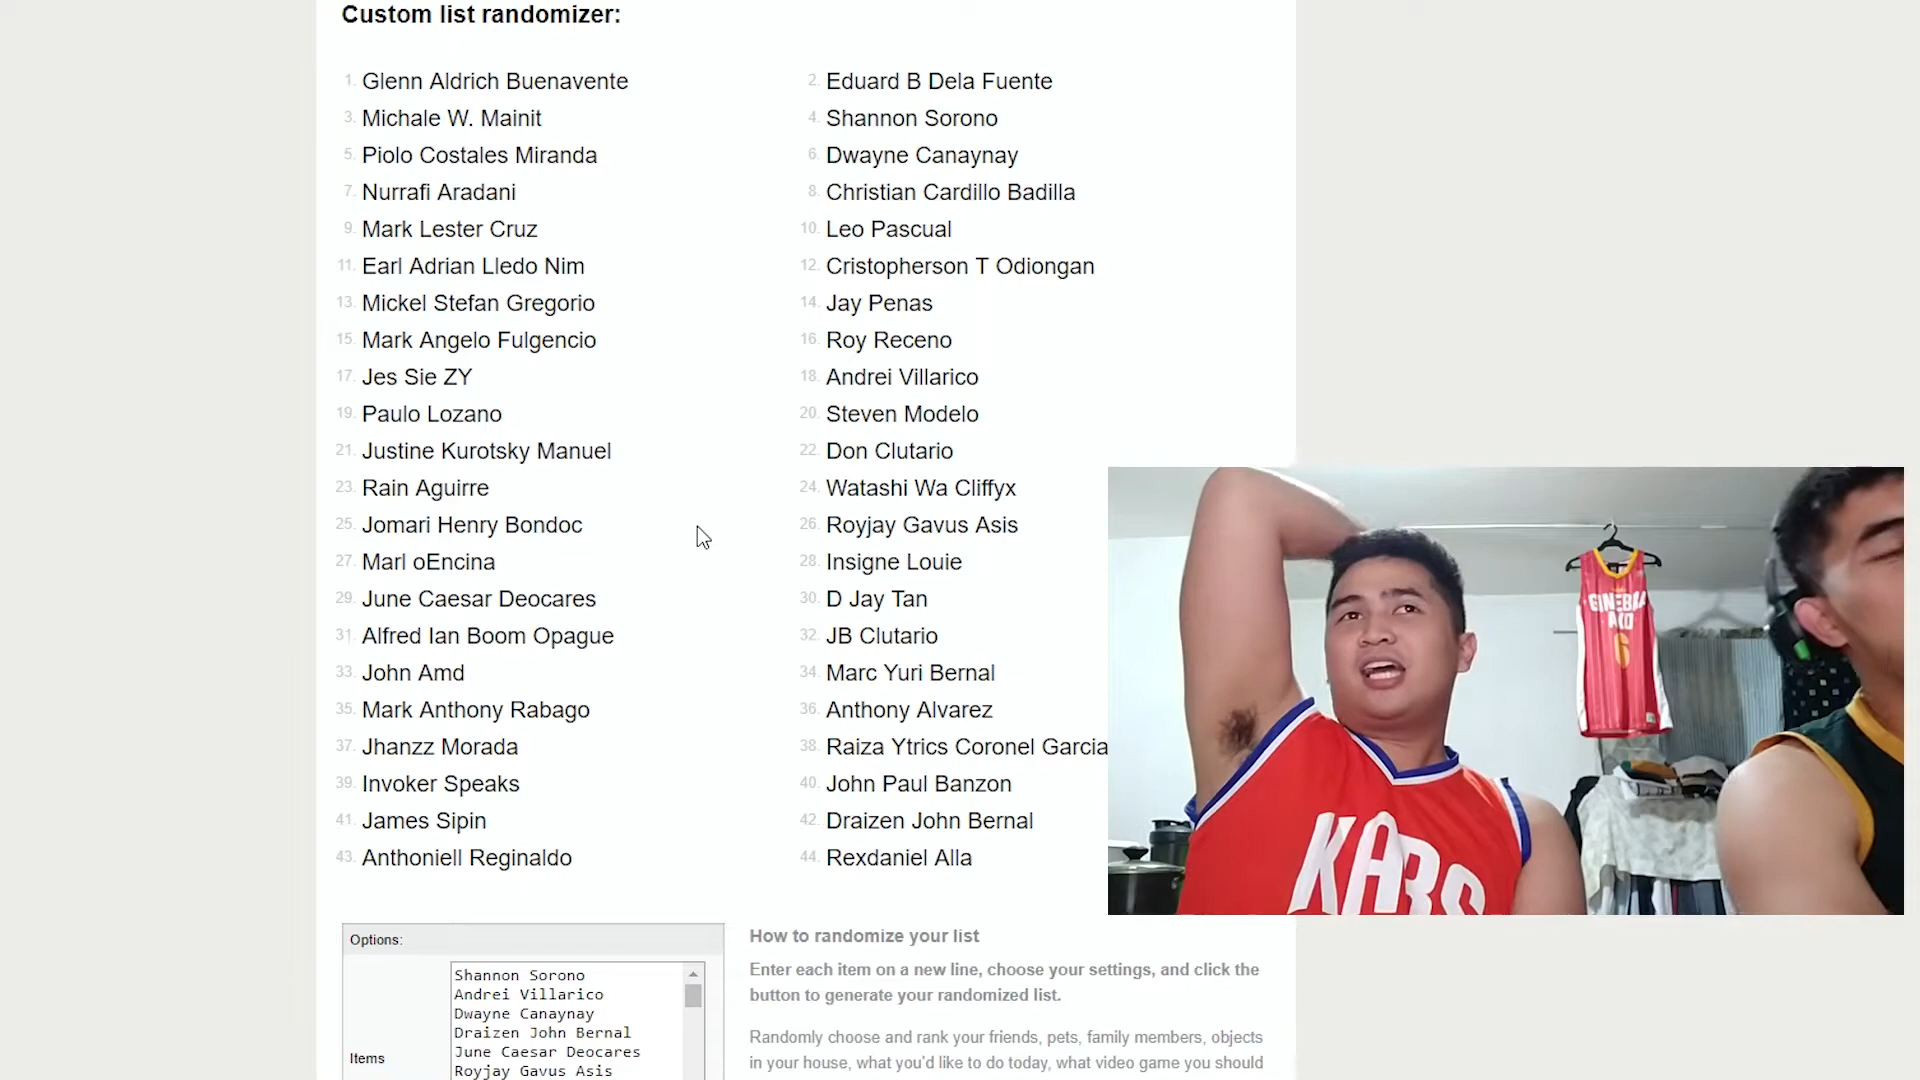 Custom list randomizer:
1. Glenn Aldrich Buenavente
2. Eduard B Dela Fuente
3. Michale W. Mainit
4. Shannon Sorono
5. Piolo Costales Miranda
6. Dwayne Canaynay
7. Nurrafi Aradani
8. Christian Cardillo Badilla
9. Mark Lester Cruz
10. Leo Pascual
11. Earl Adrian Lledo Nim
12. Cristopherson T Odiongan
13. Mickel Stefan Gregorio
14. Jay Penas
15. Mark Angelo Fulgencio
16. Roy Receno
17. Jes Sie ZY
18. Andrei Villarico
19. Paulo Lozano
20. Steven Modelo
21. Justine Kurotsky Manuel
22. Don Clutario
23. Rain Aguirre
24. Watashi Wa Cliffyx
25. Jomari Henry Bondoc
26. Royjay Gavus Asis
27. Marl oEncina
28. Insigne Louie
29. June Caesar Deocares
30. D Jay Tan
31. Alfred Ian Boom Opague
32. JB Clutario
33. John Amd
34. Marc Yuri Bernal
35. Mark Anthony Rabago
36. Anthony Alvarez
37. Jhanzz Morada
38. Raiza Ytrics Coronel Garcia
39. Invoker Speaks
40. John Paul Banzon
41. James Sipin
42. Draizen John Bernal
43. Anthoniell Reginaldo
44. Rexdaniel Alla
GINEBRA
AKO
6
KABS
Options:
Items
Shannon Sorono
Andrei Villarico
Dwayne Canaynay
Draizen John Bernal
June Caesar Deocares
Royjay Gavus Asis
How to randomize your list
Enter each item on a new line, choose your settings, and click the
button to generate your randomized list.
Randomly choose and rank your friends, pets, family members, objects
in your house, what you'd like to do today, what video game you should